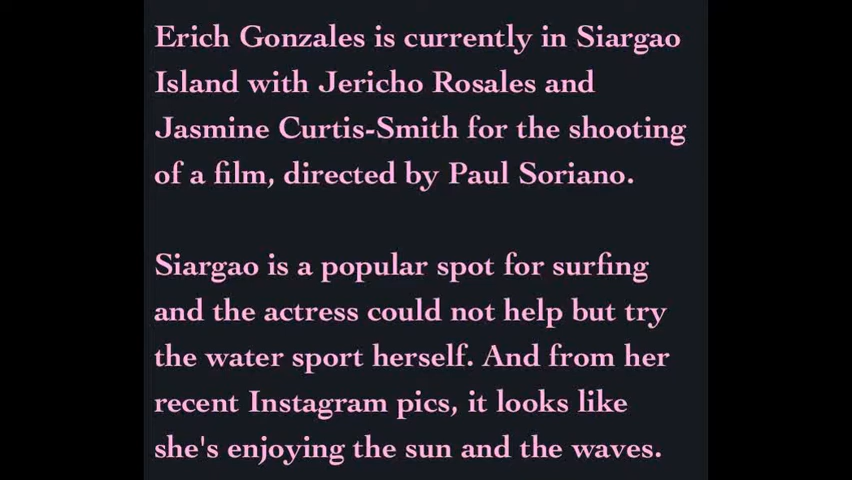 Erich Gonzales is currently in Siargao
Island with Jericho Rosales and
Jasmine Curtis-Smith for the shooting
of a film, directed by Paul Soriano.
Siargao is a popular spot for surfing
and the actress could not help but try
the water sport herself. And from her
recent Instagram pics, it looks like
she's enjoying the sun and the waves.